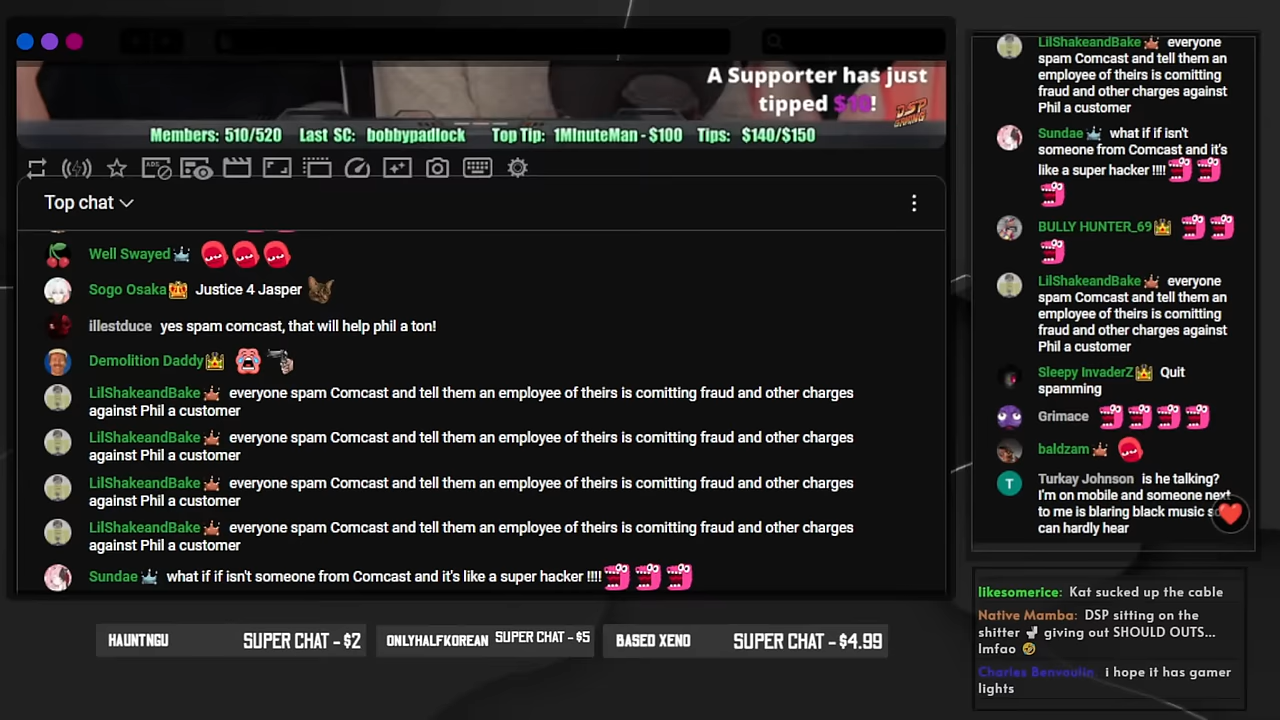 A Supporter has just
tipped $10!
DSP
GAMING
Members: 510/520 Last SC: bobbypadlock Top Tip: 1MInuteMan - $100 Tips: $140/$150
ADS
Top chat
Well Swayed
Sogo Osaka Justice 4 Jasper
illestduce yes spam comcast, that will help phil a ton!
Demolition Daddy
LilShakeandBake everyone spam Comcast and tell them an employee of theirs is comitting fraud and other charges
against Phil a customer
LilShakeandBake everyone spam Comcast and tell them an employee of theirs is comitting fraud and other charges
against Phil a customer
LilShakeandBake everyone spam Comcast and tell them an employee of theirs is comitting fraud and other charges
against Phil a customer
LilShakeandBake everyone spam Comcast and tell them an employee of theirs is comitting fraud and other charges
against Phil a customer
Sundae what if if isn't someone from Comcast and it's like a super hacker !!!!
HAUNTNGU SUPER CHAT - $2
ONLYHALFKOREAN SUPER CHAT - $5
BASED XENO SUPER CHAT - $4.99
LilShakeandBake everyone
spam Comcast and tell them an
employee of theirs is comitting
fraud and other charges against
Phil a customer
Sundae what if if isn't
someone from Comcast and it's
like a super hacker !!!!
BULLY HUNTER_69
LilShakeandBake everyone
spam Comcast and tell them an
employee of theirs is comitting
fraud and other charges against
Phil a customer
Sleepy InvaderZ Quit
spamming
Grimace
baldzam
T
Turkay Johnson is he talking?
I'm on mobile and someone next
to me is blaring black music
can hardly hear
likesomerice: Kat sucked up the cable
Native Mamba: DSP sitting on the
shitter giving out SHOULD OUTS...
lmfao
Charles Benvoulin i hope it has gamer
lights